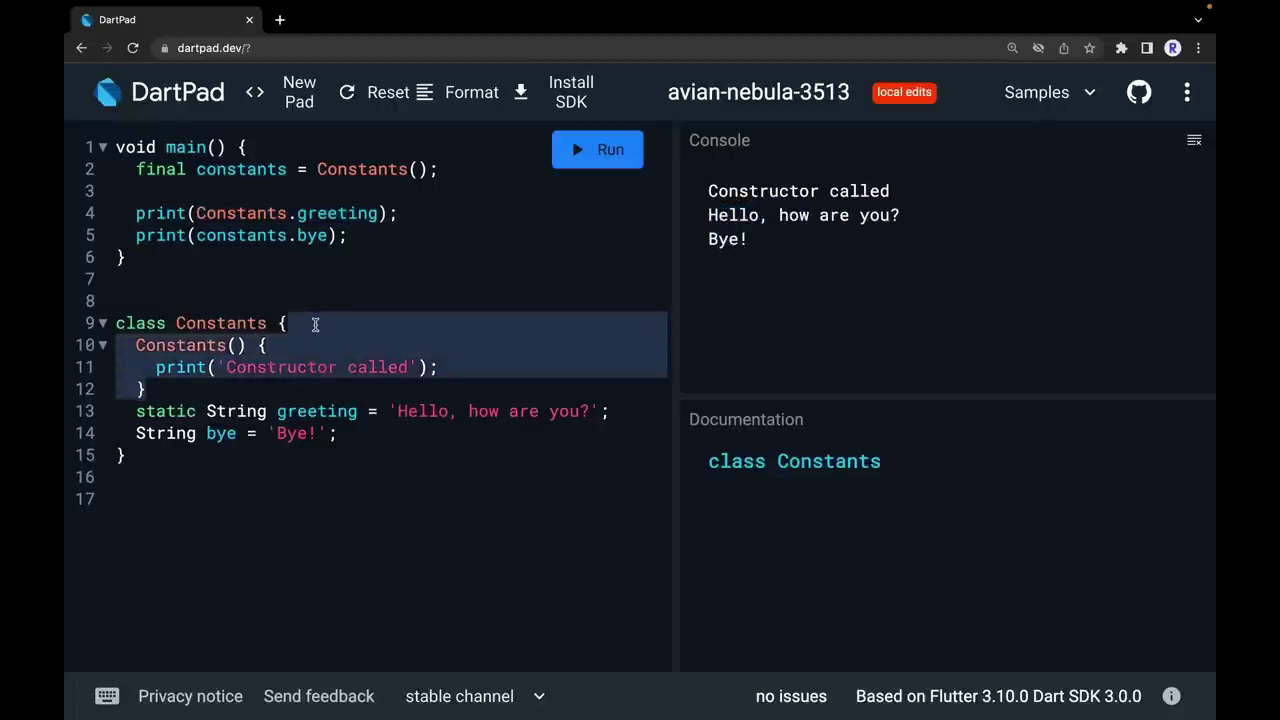 DartPad
dartpad.dev/?
R
DartPad
<>
New Pad
Reset
Format
Install SDK
avian-nebula-3513
local edits
Samples
1 void main() {
2   final constants = Constants();
3
4   print(Constants.greeting);
5   print(constants.bye);
6 }
7
8
9 class Constants {
10   Constants() {
11     print('Constructor called');
12   }
13   static String greeting = 'Hello, how are you?';
14   String bye = 'Bye!';
15 }
16
17
Run
Console
Constructor called
Hello, how are you?
Bye!
Documentation
class Constants
Privacy notice
Send feedback
stable channel
no issues
Based on Flutter 3.10.0 Dart SDK 3.0.0